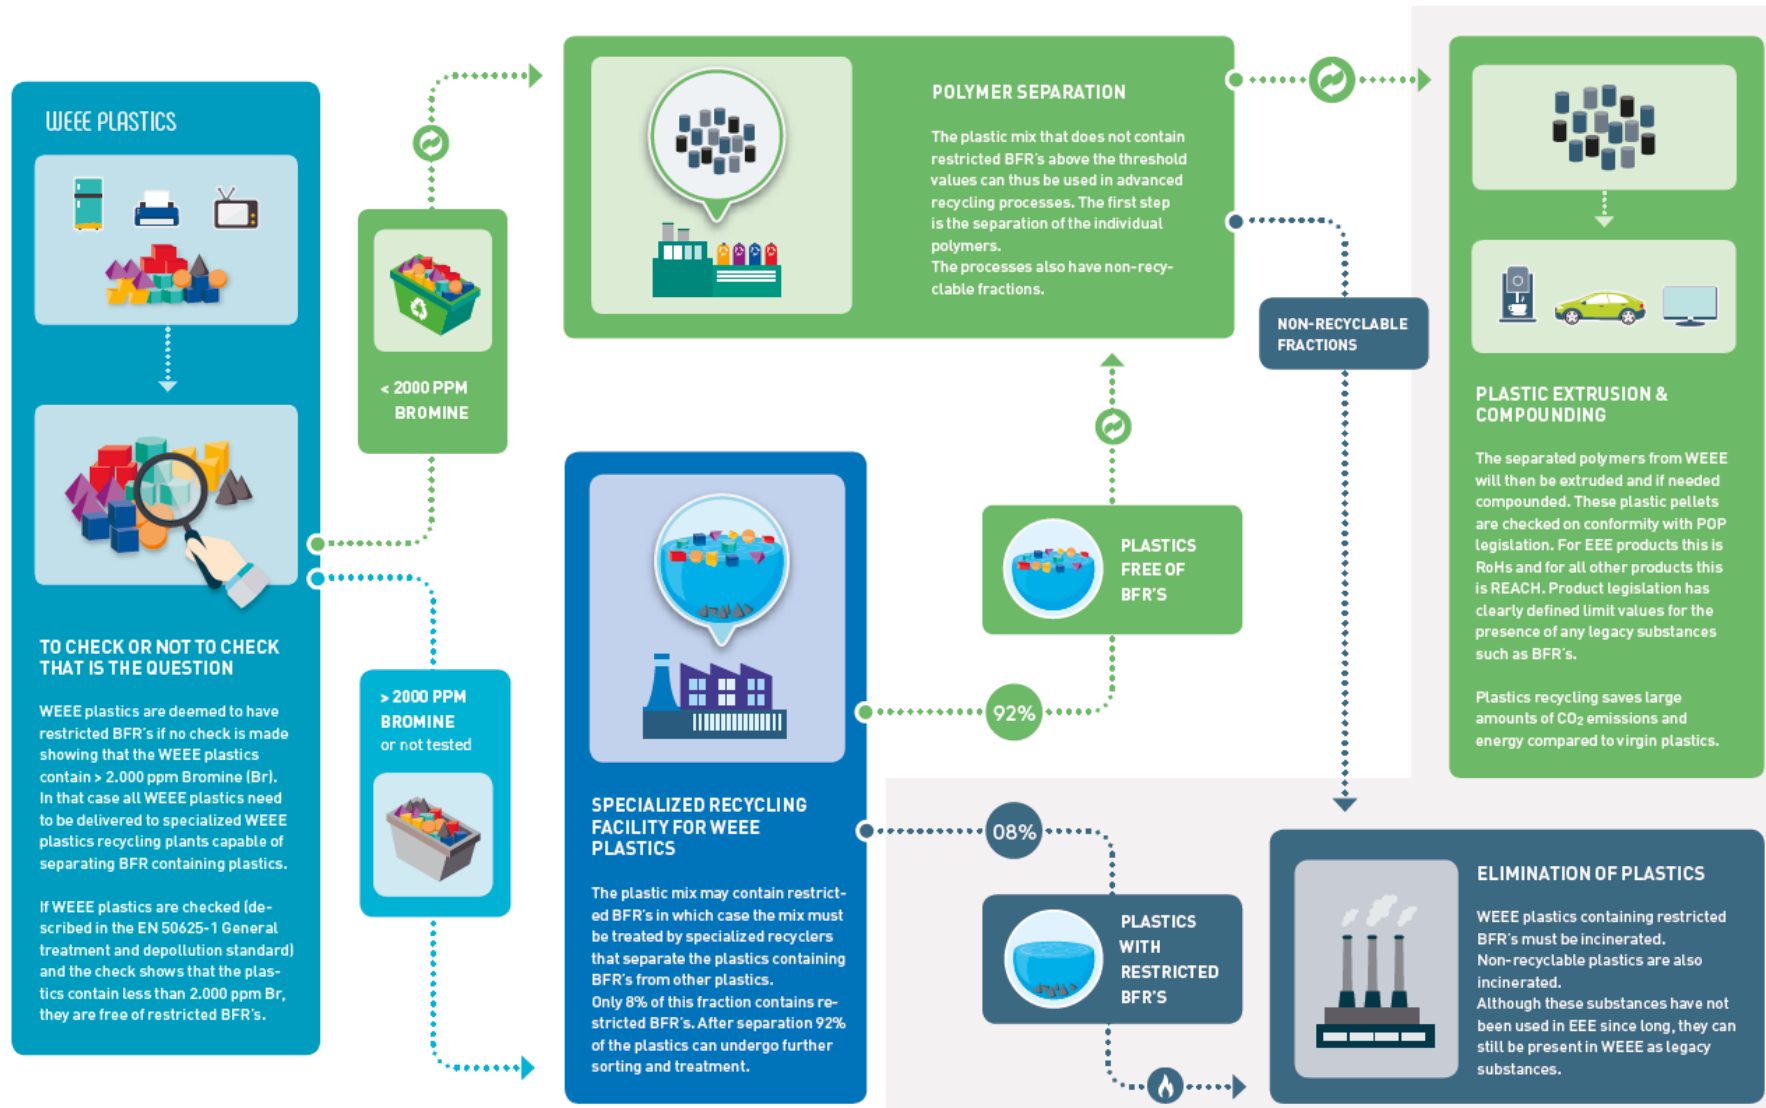 WEEE PLASTICS
TO CHECK OR NOT TO CHECK
THAT IS THE QUESTION
WEEE plastics are deemed to have
restricted BFR's if no check is made
showing that the WEEE plastics
contain > 2.000 ppm Bromine (Br).
In that case all WEEE plastics need
to be delivered to specialized WEEE
plastics recycling plants capable of
separating BFR containing plastics.
If WEEE plastics are checked (de-
scribed in the EN 50625-1 General
treatment and depollution standard)
and the check shows that the plas-
tics contain less than 2.000 ppm Br,
they are free of restricted BFR's.
< 2000 PPM
BROMINE
> 2000 PPM
BROMINE
or not tested
POLYMER SEPARATION
The plastic mix that does not contain
restricted BFR's above the threshold
values can thus be used in advanced
recycling processes. The first step
is the separation of the individual
polymers.
The processes also have non-recy-
clable fractions.
SPECIALIZED RECYCLING
FACILITY FOR WEEE
PLASTICS
The plastic mix may contain restrict-
ed BFR's in which case the mix must
be treated by specialized recyclers
that separate the plastics containing
BFR's from other plastics.
Only 8% of this fraction contains re-
stricted BFR's. After separation 92%
of the plastics can undergo further
sorting and treatment.
92%
PLASTICS
FREE OF
BFR'S
08%
PLASTICS
WITH
RESTRICTED
BFR'S
NON-RECYCLABLE
FRACTIONS
PLASTIC EXTRUSION &
COMPOUNDING
The separated polymers from WEEE
will then be extruded and if needed
compounded. These plastic pellets
are checked on conformity with POP
legislation. For EEE products this is
RoHs and for all other products this
is REACH. Product legislation has
clearly defined limit values for the
presence of any legacy substances
such as BFR's.
Plastics recycling saves large
amounts of CO2 emissions and
energy compared to virgin plastics.
ELIMINATION OF PLASTICS
WEEE plastics containing restricted
BFR's must be incinerated.
Non-recyclable plastics are also
incinerated.
Although these substances have not
been used in EEE since long, they can
still be present in WEEE as legacy
substances.